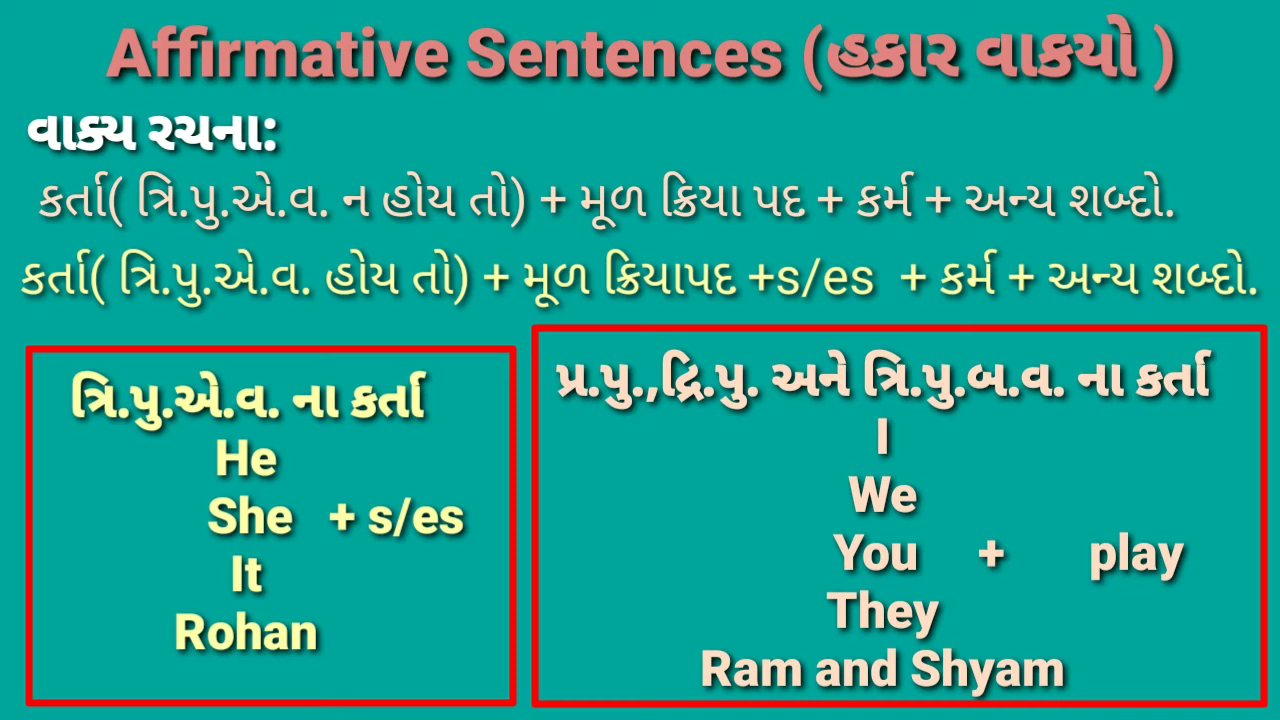 Affirmative Sentences (હકાર વાકયો )
વાક્ય રચના:
કર્તા( ત્રિ.પુ.એ.વ. ન હોય તો) + મૂળ ક્રિયા પદ + કર્મ + અન્ય શબ્દો.
કર્તા( ત્રિ.પુ.એ.વ. હોય તો) + મૂળ ક્રિયાપદ +s/es + કર્મ + અન્ય શબ્દો.
ત્રિ.પુ.એ.વ. ના કર્તા
He
She + s/es
It
Rohan
પ્ર.પુ.,દ્રિ.પુ. અને ત્રિ.પુ.બ.વ. ના કર્તા
I
We
You + play
They
Ram and Shyam